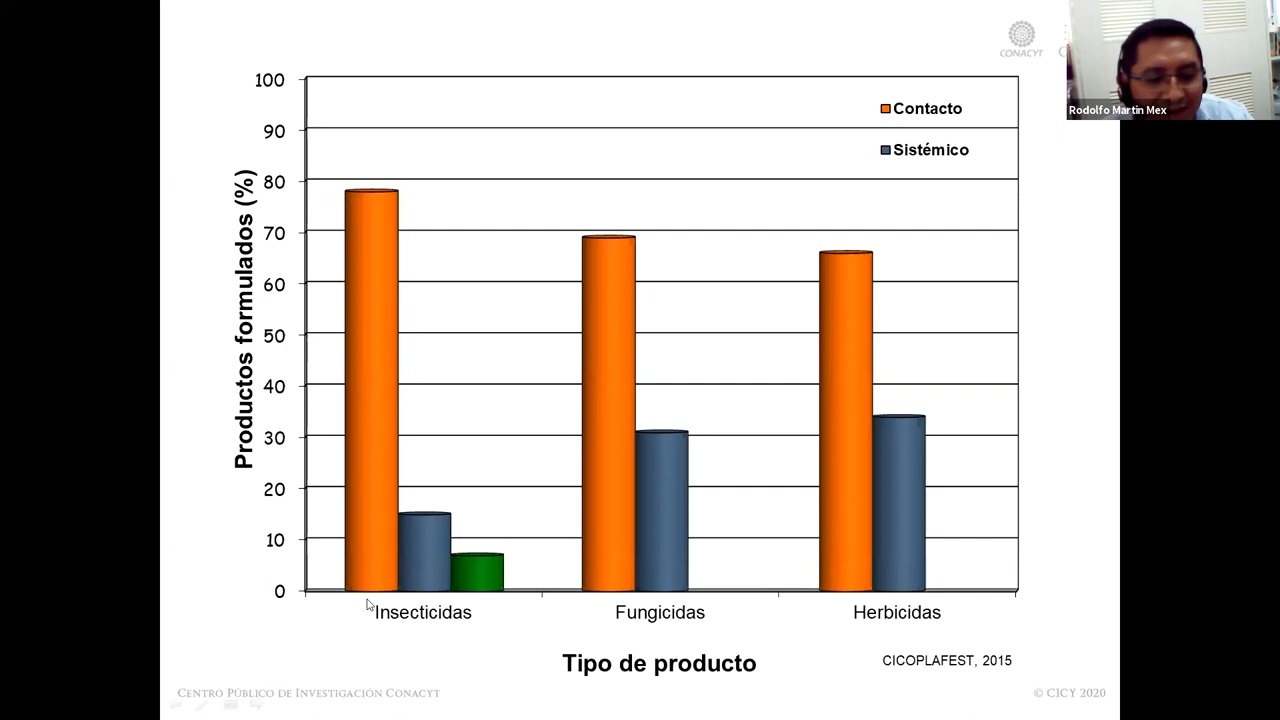 CONACYT
Rodolfo Martin Mex
Contacto
Sistémico
Productos formulados (%)
100
90
80
70
60
50
40
30
20
10
0
Insecticidas
Fungicidas
Herbicidas
Tipo de producto
CICOPLAFEST, 2015
CENTRO PÚBLICO DE INVESTIGACIÓN CONACYT
© CICY 2020